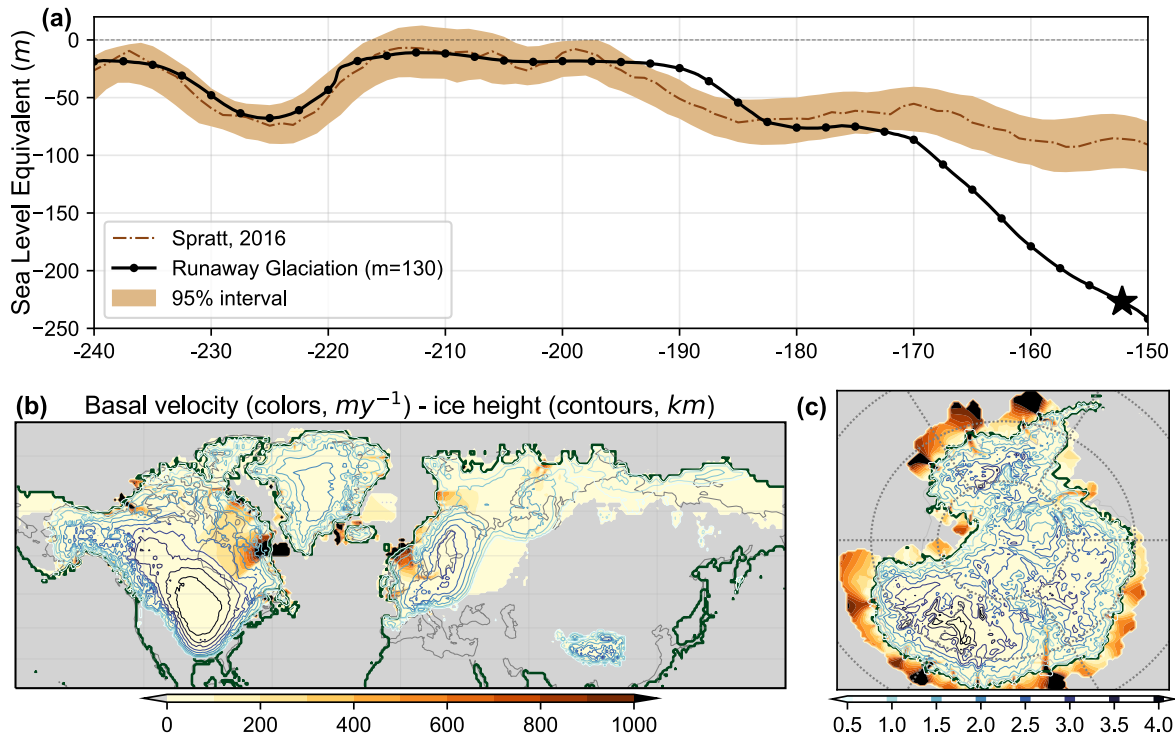 (a)
Sea Level Equivalent (m)
0
−50
−100
−150
−200
−250
Spratt, 2016
Runaway Glaciation (m=130)
95% interval
-240 -230 -220 -210 -200 -190 -180 -170 -160 -150
(b) Basal velocity (colors, my⁻¹) - ice height (contours, km)
(c)
0 200 400 600 800 1000
0.5 1.0 1.5 2.0 2.5 3.0 3.5 4.0